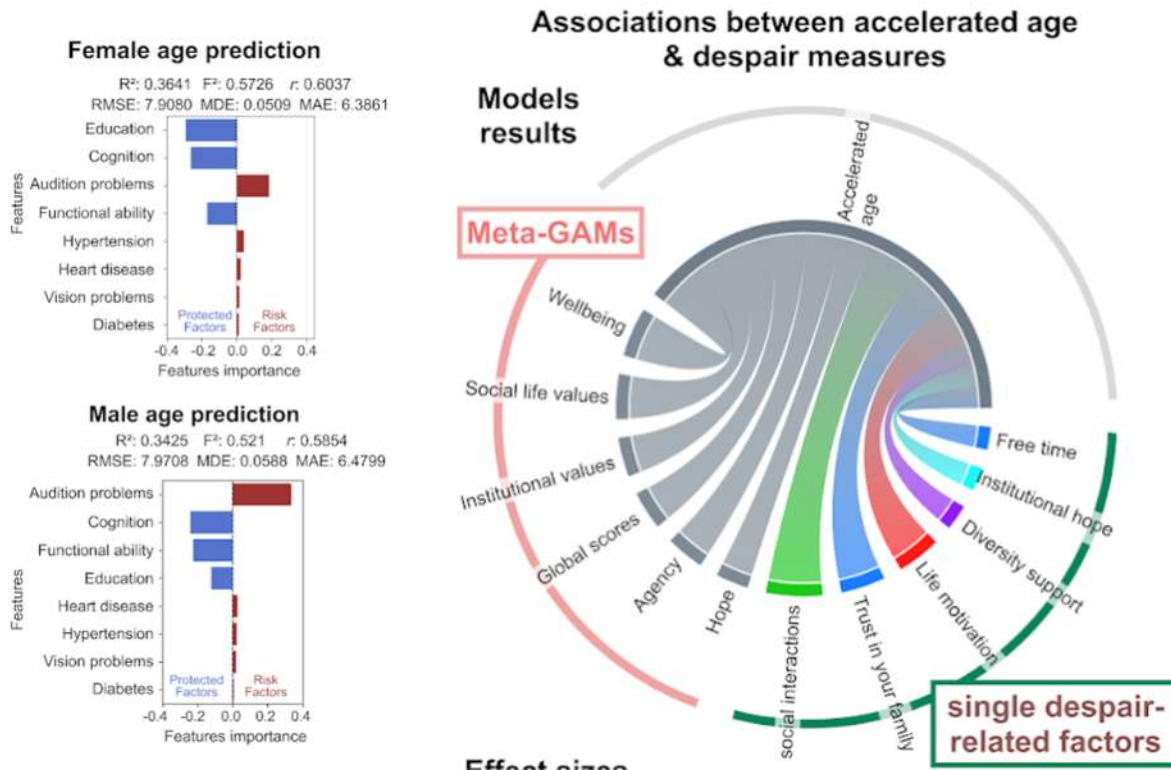 Female age prediction
R²: 0.3641 F²: 0.5726 r: 0.6037
RMSE: 7.9080 MDE: 0.0509 MAE: 6.3861
Features
Education
Cognition
Audition problems
Functional ability
Hypertension
Heart disease
Vision problems
Diabetes
Protected
Factors
Risk
Factors
-0.4 -0.2 0.0 0.2 0.4
Features importance
Male age prediction
R²: 0.3425 F²: 0.521 r: 0.5854
RMSE: 7.9708 MDE: 0.0588 MAE: 6.4799
Features
Audition problems
Cognition
Functional ability
Education
Heart disease
Hypertension
Vision problems
Diabetes
Protected
Factors
Risk
Factors
-0.4 -0.2 0.0 0.2 0.4
Features importance
Associations between accelerated age
& despair measures
Models
results
Accelerated
age
Meta-GAMs
Wellbeing
Social life values
Institutional values
Global scores
Agency
Hope
social interactions
Trust in your family
Life motivation
Diversity support
Institutional hope
Free time
single despair-
related factors
Effect sizes